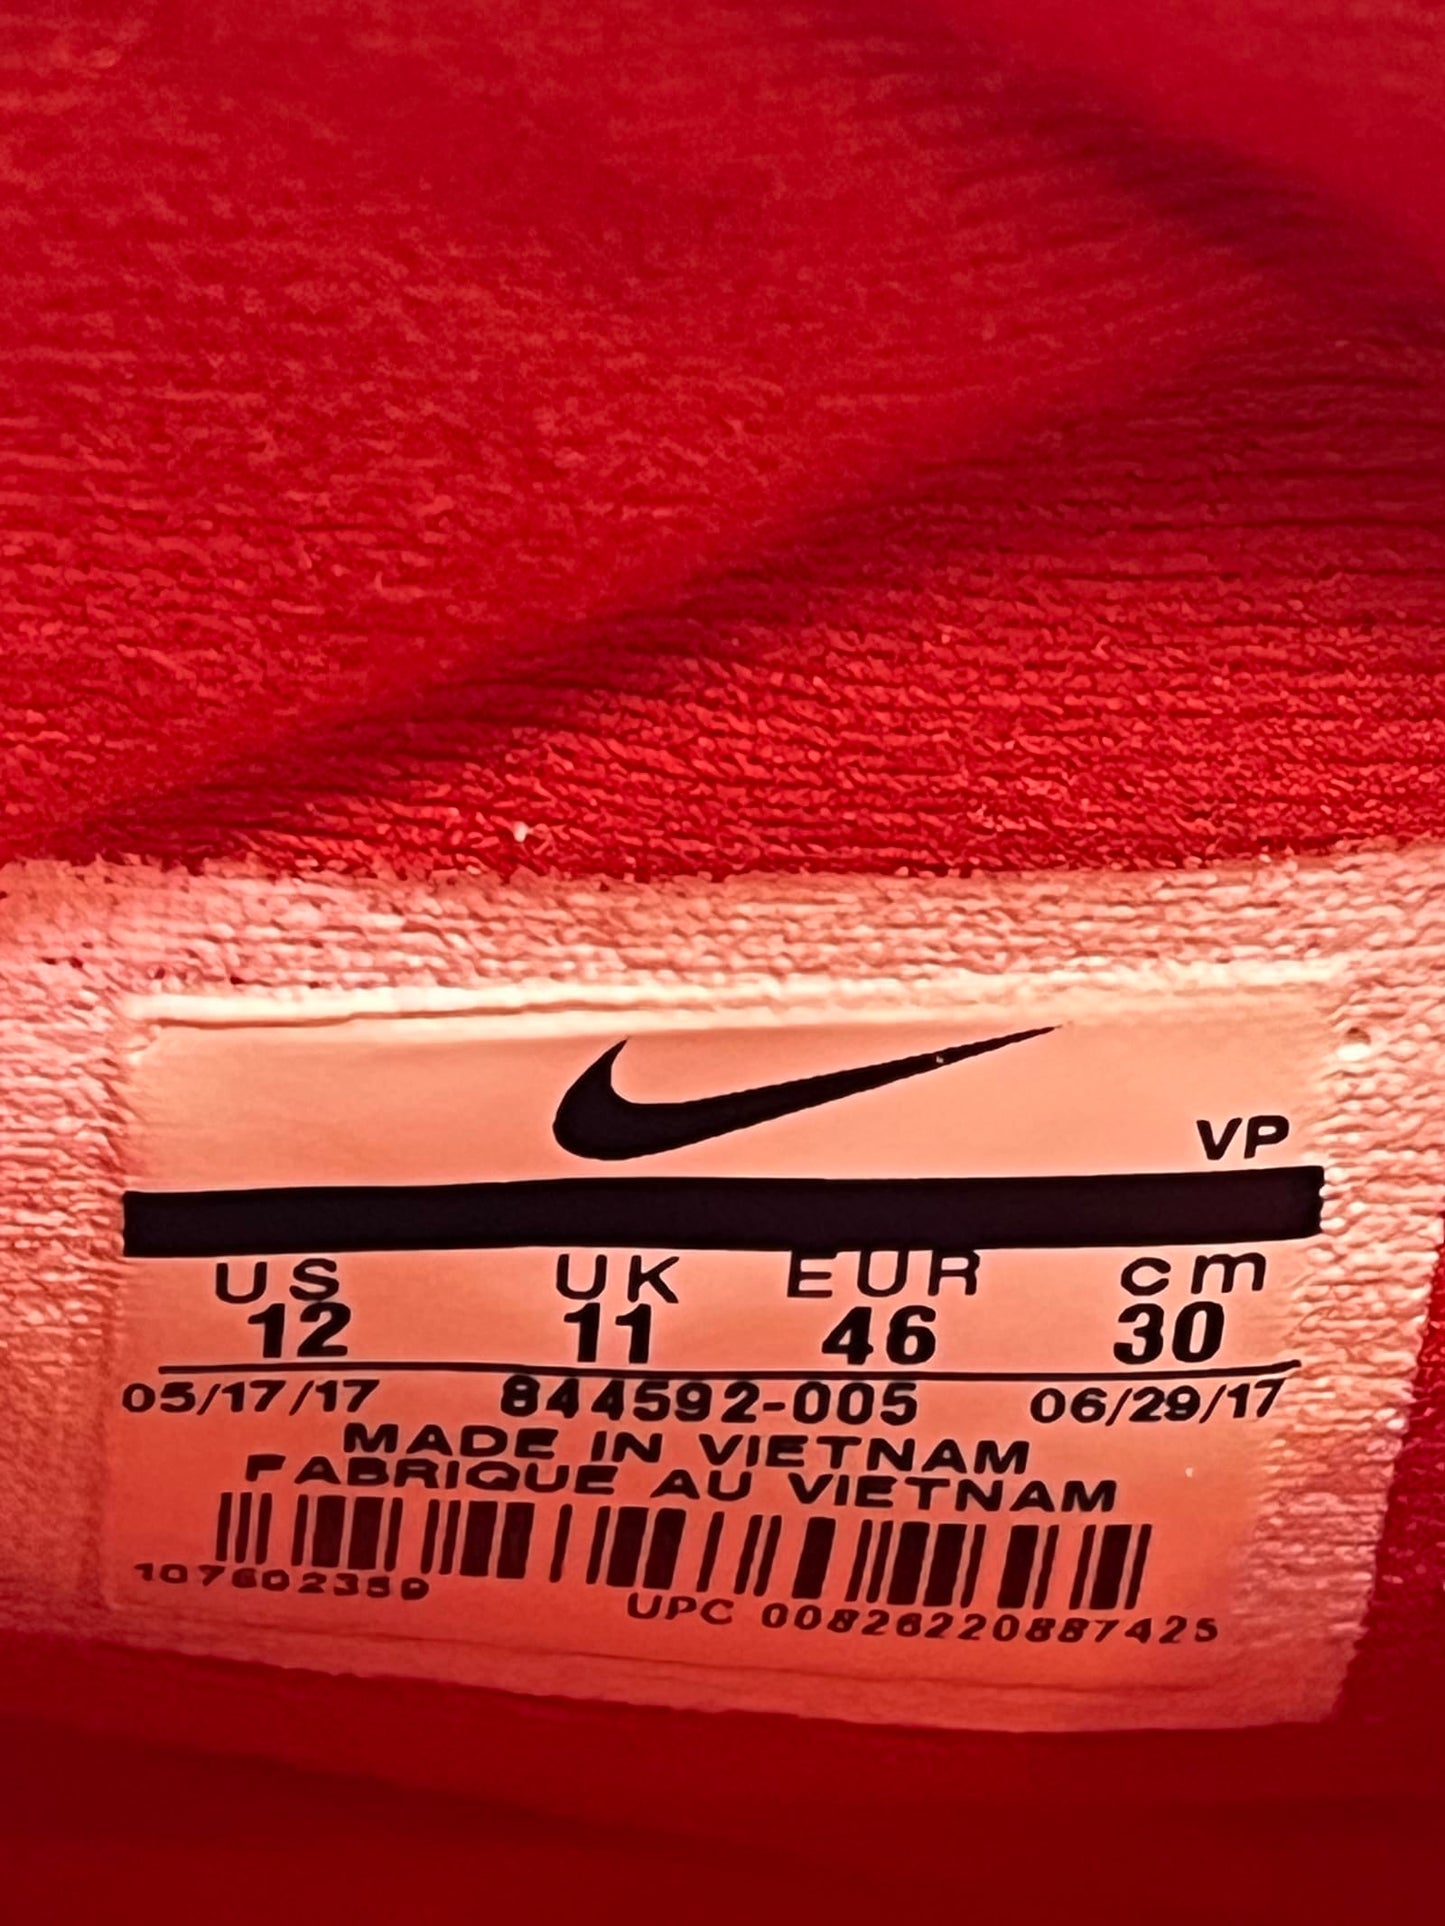 VP
US UK EUR cm
12 11 46 30
05/17/17 844592-005 06/29/17
MADE IN VIETNAM
FABRIQUE AU VIETNAM
107602359
UPC 00826220887425